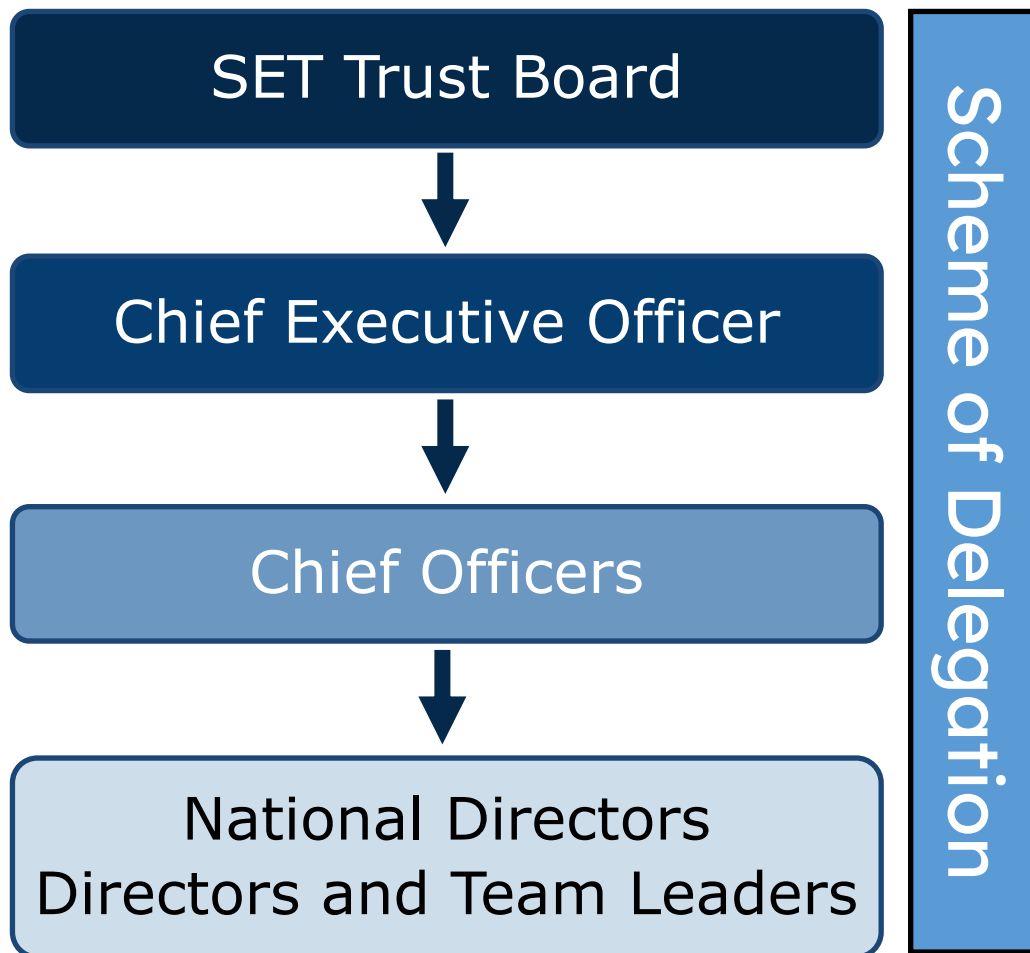 SET Trust Board
Chief Executive Officer
Chief Officers
National Directors
Directors and Team Leaders
Scheme of Delegation